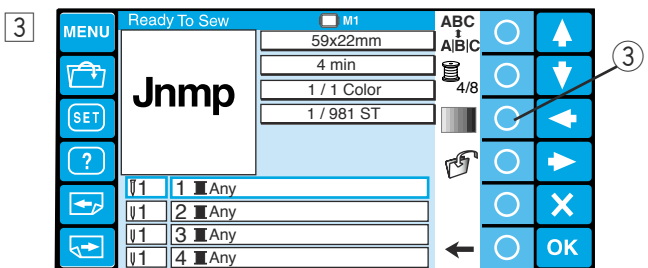 3
MENU
SET
?
Ready To Sew
M1
59x22mm
4 min
1 / 1 Color
1 / 981 ST
Jnmp
1 1 Any
1 2 Any
1 3 Any
1 4 Any
ABC
A|B|C
4/8
X
OK
3